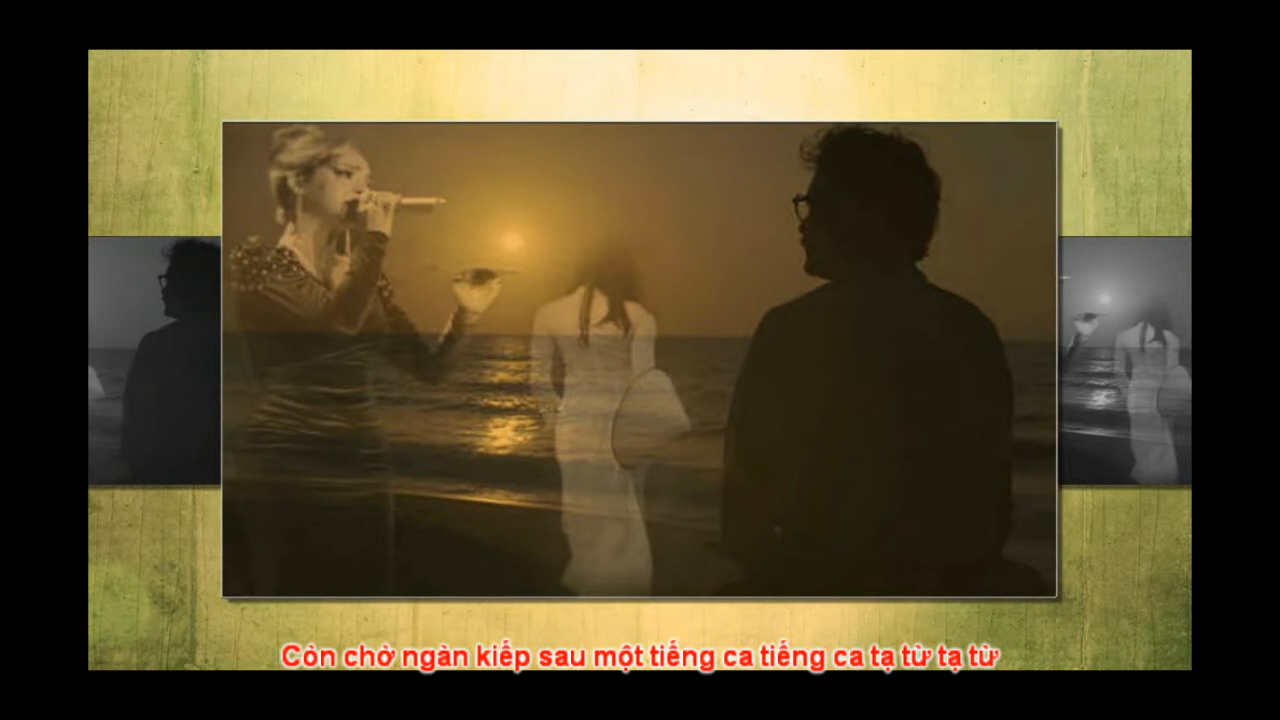 Còn chờ ngàn kiếp sau một tiếng ca tiếng ca tạ từ tạ từ